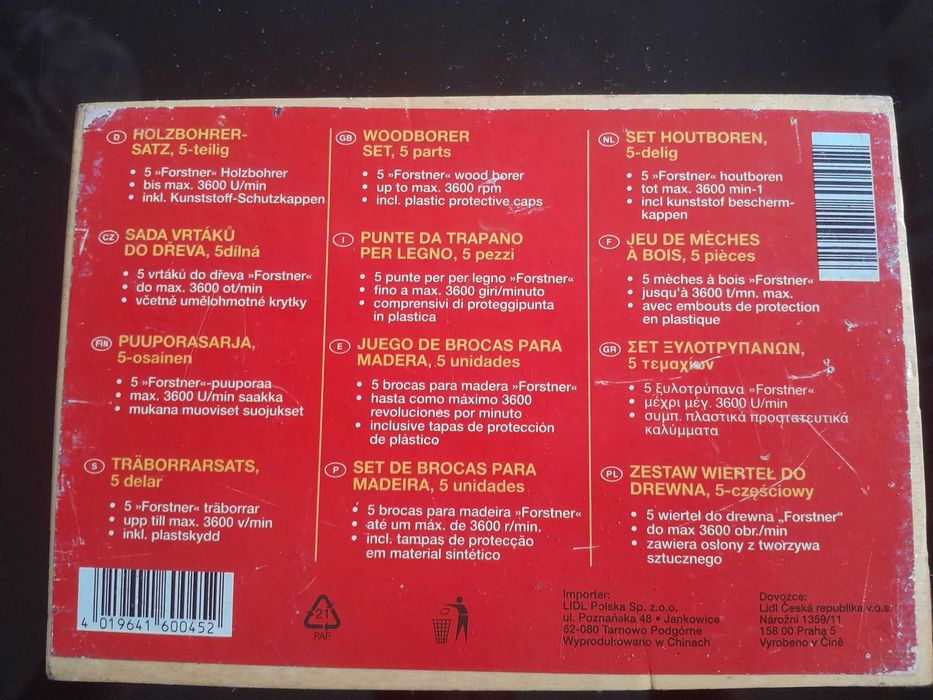 D HOLZBOHRER-
SATZ, 5-teilig
• 5 »Forstner« Holzbohrer
• bis max. 3600 U/min
• inkl. Kunststoff-Schutzkappen
CZ SADA VRTÁKŮ
DO DŘEVA, 5dílná
• 5 vrtáků do dřeva »Forstner«
• do max. 3600 ot/min
• včetně umělohmotné krytky
FIN PUUPORASARJA,
5-osainen
• 5 »Forstner«-puuporaa
• max. 3600 U/min saakka
• mukana muoviset suojukset
S TRÄBORRARSATS,
5 delar
• 5 »Forstner« träborrar
• upp till max. 3600 v/min
• inkl. plastskydd
GB WOODBORER
SET, 5 parts
• 5 »Forstner« wood borer
• up to max. 3600 rpm
• incl. plastic protective caps
I PUNTE DA TRAPANO
PER LEGNO, 5 pezzi
• 5 punte per per legno »Forstner«
• fino a max. 3600 giri/minuto
• comprensivi di proteggipunta
in plastica
E JUEGO DE BROCAS PARA
MADERA, 5 unidades
• 5 brocas para madera »Forstner«
• hasta como máximo 3600
revoluciones por minuto
• inclusive tapas de protección
de plástico
P SET DE BROCAS PARA
MADEIRA, 5 unidades
• 5 brocas para madeira »Forstner«
• até um máx. de 3600 r/min.
• incl. tampas de protecção
em material sintético
NL SET HOUTBOREN,
5-delig
• 5 »Forstner« houtboren
• tot max. 3600 min-1
• incl kunststof bescherm-
kappen
F JEU DE MÈCHES
À BOIS, 5 pièces
• 5 mèches à bois »Forstner«
• jusqu'à 3600 t/mn. max.
• avec embouts de protection
en plastique
GR ΣΕΤ ΞΥΛΟΤΡΥΠΑΝΩΝ,
5 τεμαχίων
• 5 ξυλοτρύπανα »Forstner«
• μέχρι μέγ. 3600 U/min
• συμπ. πλαστικά προστατευτικά
καλύμματα
PL ZESTAW WIERTEŁ DO
DREWNA, 5-częściowy
• 5 wierteł do drewna „Forstner“
• do max 3600 obr./min
• zawiera osłony z tworzywa
sztucznego
4 019641 600452
21
PAP
Importer:
LIDL Polska Sp. z.o.o.
ul. Poznańska 48 • Jankowice
62-080 Tarnowo Podgórne
Wyprodukowano w Chinach
Dovozce:
Lidl Česká republika v.o.s.
Nárožní 1359/11
158 00 Praha 5
Vyrobeno v Číně